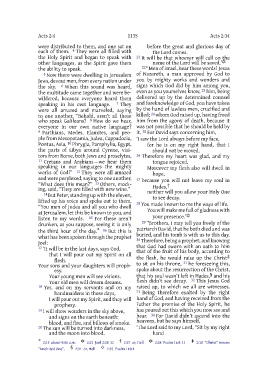 Acts 2:4 1135 Acts 2:34
were distributed to them, and one sat on
each of them. ⁴ They were all filled with
the Holy Spirit and began to speak with
other languages, as the Spirit gave them
the ability to speak.
⁵ Now there were dwelling in Jerusalem
Jews, devout men, from every nation under
the sky. ⁶ When this sound was heard,
the multitude came together and were be-
wildered, because everyone heard them
speaking in his own language. ⁷ They
were all amazed and marveled, saying
to one another, “Behold, aren’t all these
who speak Galileans? ⁸ How do we hear,
everyone in our own native language?
⁹ Parthians, Medes, Elamites, and peo-
ple from Mesopotamia, Judea, Cappadocia,
Pontus, Asia, ¹⁰ Phrygia, Pamphylia, Egypt,
the parts of Libya around Cyrene, visi-
tors from Rome, both Jews and proselytes,
¹¹ Cretans and Arabians—we hear them
speaking in our languages the mighty
works of God!” ¹² They were all amazed
and were perplexed, saying to one another,
“What does this mean?” ¹³ Others, mock-
ing, said, “They are filled with new wine.”
¹⁴ But Peter, standing up with the eleven,
lifted up his voice and spoke out to them,
“You men of Judea and all you who dwell
at Jerusalem, let this be known to you, and
listen to my words. ¹⁵ For these aren’t
drunken, as you suppose, seeing it is only
the third hour of the day. ¹⁶ But this is
what has been spoken through the prophet
Joel:
¹⁷ ‘It will be in the last days, says God,
that I will pour out my Spirit on all
flesh.
Your sons and your daughters will proph-
esy.
Your young men will see visions.
Your old men will dream dreams.
¹⁸ Yes, and on my servants and on my
handmaidens in those days,
I will pour out my Spirit, and they will
prophesy.
¹⁹ I will show wonders in the sky above,
and signs on the earth beneath:
blood, and fire, and billows of smoke.
²⁰ The sun will be turned into darkness,
and the moon into blood,
before the great and glorious day of
the Lord comes.
²¹ It will be that whoever will call on the
name of the Lord will be saved.’
²² “Men of Israel, hear these words! Jesus
of Nazareth, a man approved by God to
you by mighty works and wonders and
signs which God did by him among you,
even as you yourselves know, ²³ him, being
delivered up by the determined counsel
and foreknowledge of God, you have taken
by the hand of lawless men, crucified and
killed; ²⁴ whom God raised up, having freed
him from the agony of death, because it
was not possible that he should be held by
it. ²⁵ For David says concerning him,
‘I saw the Lord always before my face,
for he is on my right hand, that I
should not be moved.
²⁶ Therefore my heart was glad, and my
tongue rejoiced.
Moreover my flesh also will dwell in
hope,
²⁷ because you will not leave my soul in
Hades,
neither will you allow your Holy One
to see decay.
²⁸ You made known to me the ways of life.
You will make me full of gladness with
your presence.’
²⁹ “Brothers, I may tell you freely of the
patriarch David, that he both died and was
buried, and his tomb is with us to this day.
³⁰ Therefore, being a prophet, and knowing
that God had sworn with an oath to him
that of the fruit of his body, according to
the flesh, he would raise up the Christ
to sit on his throne, ³¹ he foreseeing this,
spoke about the resurrection of the Christ,
that his soul wasn’t left in Hades, and his
flesh didn’t see decay. ³² This Jesus God
raised up, to which we all are witnesses.
³³ Being therefore exalted by the right
hand of God, and having received from the
Father the promise of the Holy Spirit, he
has poured out this which you now see and
hear. ³⁴ For David didn’t ascend into the
heavens, but he says himself,
‘The Lord said to my Lord, “Sit by my right
hand